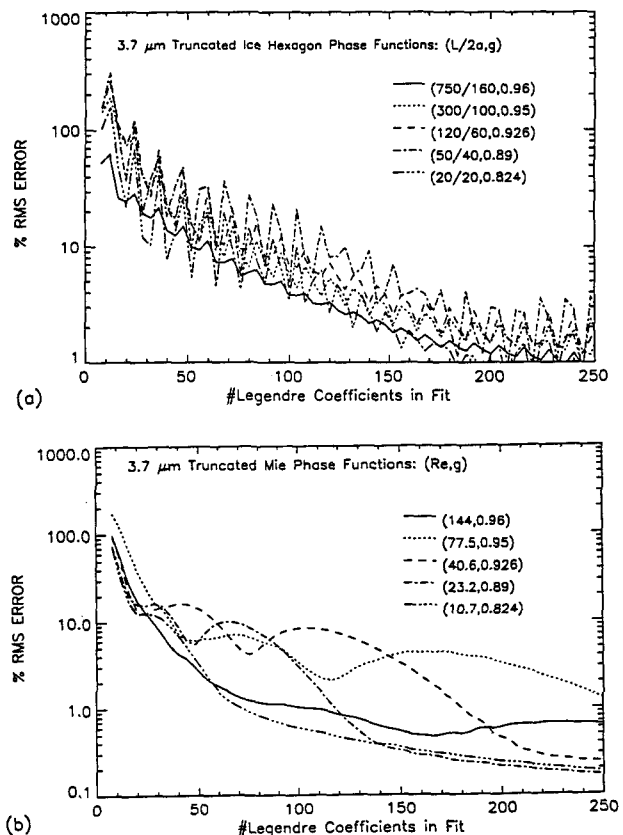 3.7 μm Truncated Ice Hexagon Phase Functions: (L/2a,g)
1000
100
10
1
% RMS ERROR
(750/160,0.96)
(300/100,0.95)
(120/60,0.926)
(50/40,0.89)
(20/20,0.824)
0 50 100 150 200 250
#Legendre Coefficients in Fit
(a)
3.7 μm Truncated Mie Phase Functions: (Re,g)
1000.0
100.0
10.0
1.0
0.1
% RMS ERROR
(144,0.96)
(77.5,0.95)
(40.6,0.926)
(23.2,0.89)
(10.7,0.824)
0 50 100 150 200 250
#Legendre Coefficients in Fit
(b)